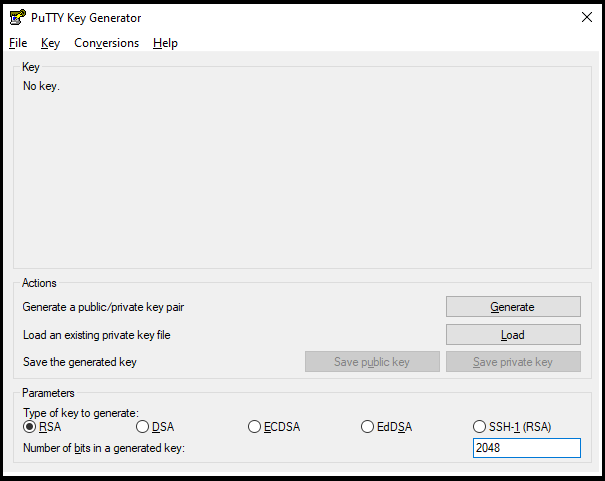 PuTTY Key Generator
File Key Conversions Help
Key
No key.
Actions
Generate a public/private key pair Generate
Load an existing private key file Load
Save the generated key Save public key Save private key
Parameters
Type of key to generate:
RSA DSA ECDSA EdDSA SSH-1 (RSA)
Number of bits in a generated key: 2048